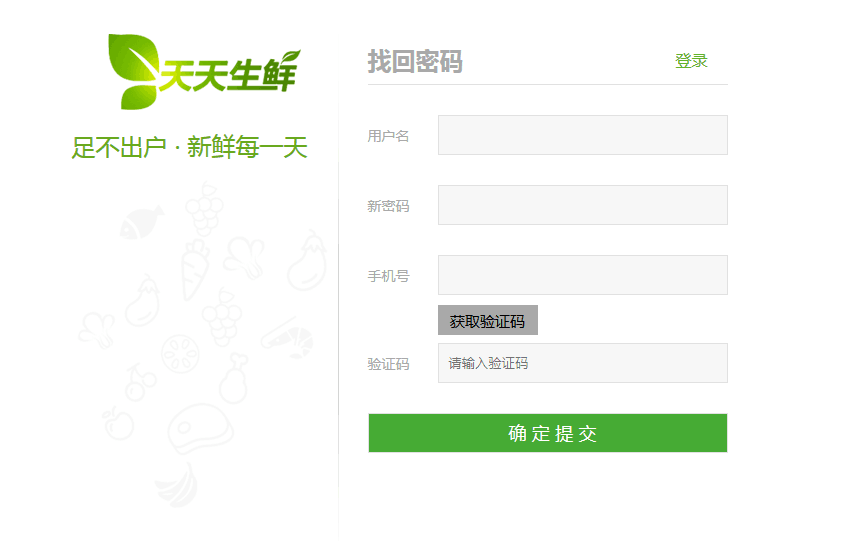 天天生鲜
足不出户 · 新鲜每一天
找回密码
登录
用户名
新密码
手机号
获取验证码
验证码
请输入验证码
确定提交